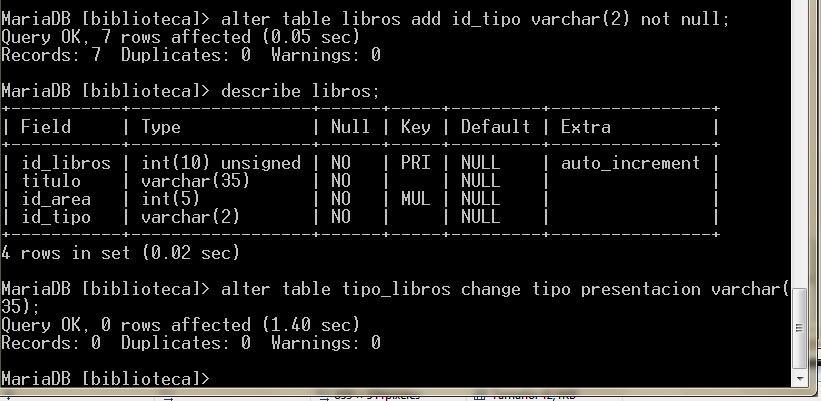 MariaDB [biblioteca]> alter table libros add id_tipo varchar(2) not null;
Query OK, 7 rows affected (0.05 sec)
Records: 7  Duplicates: 0  Warnings: 0

MariaDB [biblioteca]> describe libros;
+-----------+------------------+------+-----+---------+----------------+
| Field     | Type             | Null | Key | Default | Extra          |
+-----------+------------------+------+-----+---------+----------------+
| id_libros | int(10) unsigned | NO   | PRI | NULL    | auto_increment |
| titulo    | varchar(35)      | NO   |     | NULL    |                |
| id_area   | int(5)           | NO   | MUL | NULL    |                |
| id_tipo   | varchar(2)       | NO   |     | NULL    |                |
+-----------+------------------+------+-----+---------+----------------+
4 rows in set (0.02 sec)

MariaDB [biblioteca]> alter table tipo_libros change tipo presentacion varchar(
35);
Query OK, 0 rows affected (1.40 sec)
Records: 0  Duplicates: 0  Warnings: 0

MariaDB [biblioteca]>